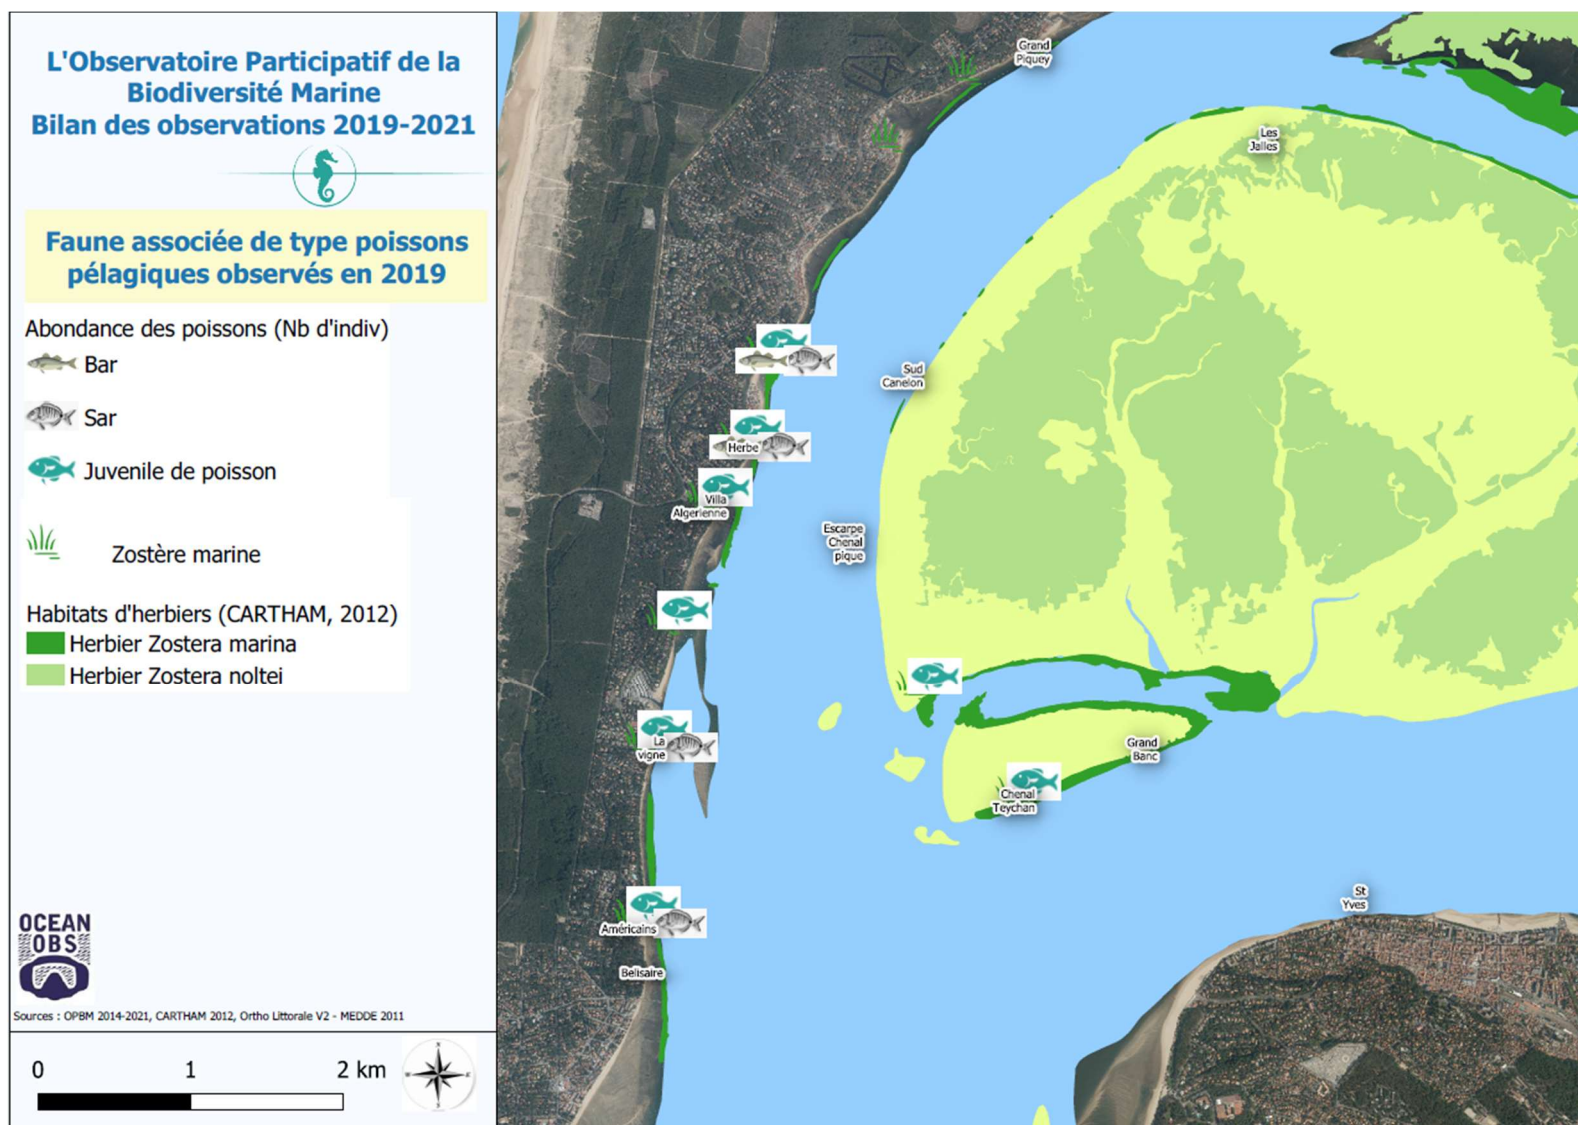 L'Observatoire Participatif de la
Biodiversité Marine
Bilan des observations 2019-2021
Faune associée de type poissons
pélagiques observés en 2019
Abondance des poissons (Nb d'indiv)
Bar
Sar
Juvenile de poisson
Zostère marine
Habitats d'herbiers (CARTHAM, 2012)
Herbier Zostera marina
Herbier Zostera noltei
OCEAN
OBS
Sources : OPBM 2014-2021, CARTHAM 2012, Ortho Littorale V2 - MEDDE 2011
0 1 2 km
N
W E
S
Grand
Piquey
Les
Jalles
Sud
Canelon
Herbe
Villa
Algerienne
Escarpe
Chenal
pique
La
vigne
Grand
Banc
Chenal
Teychan
St
Yves
Américains
Belisaire